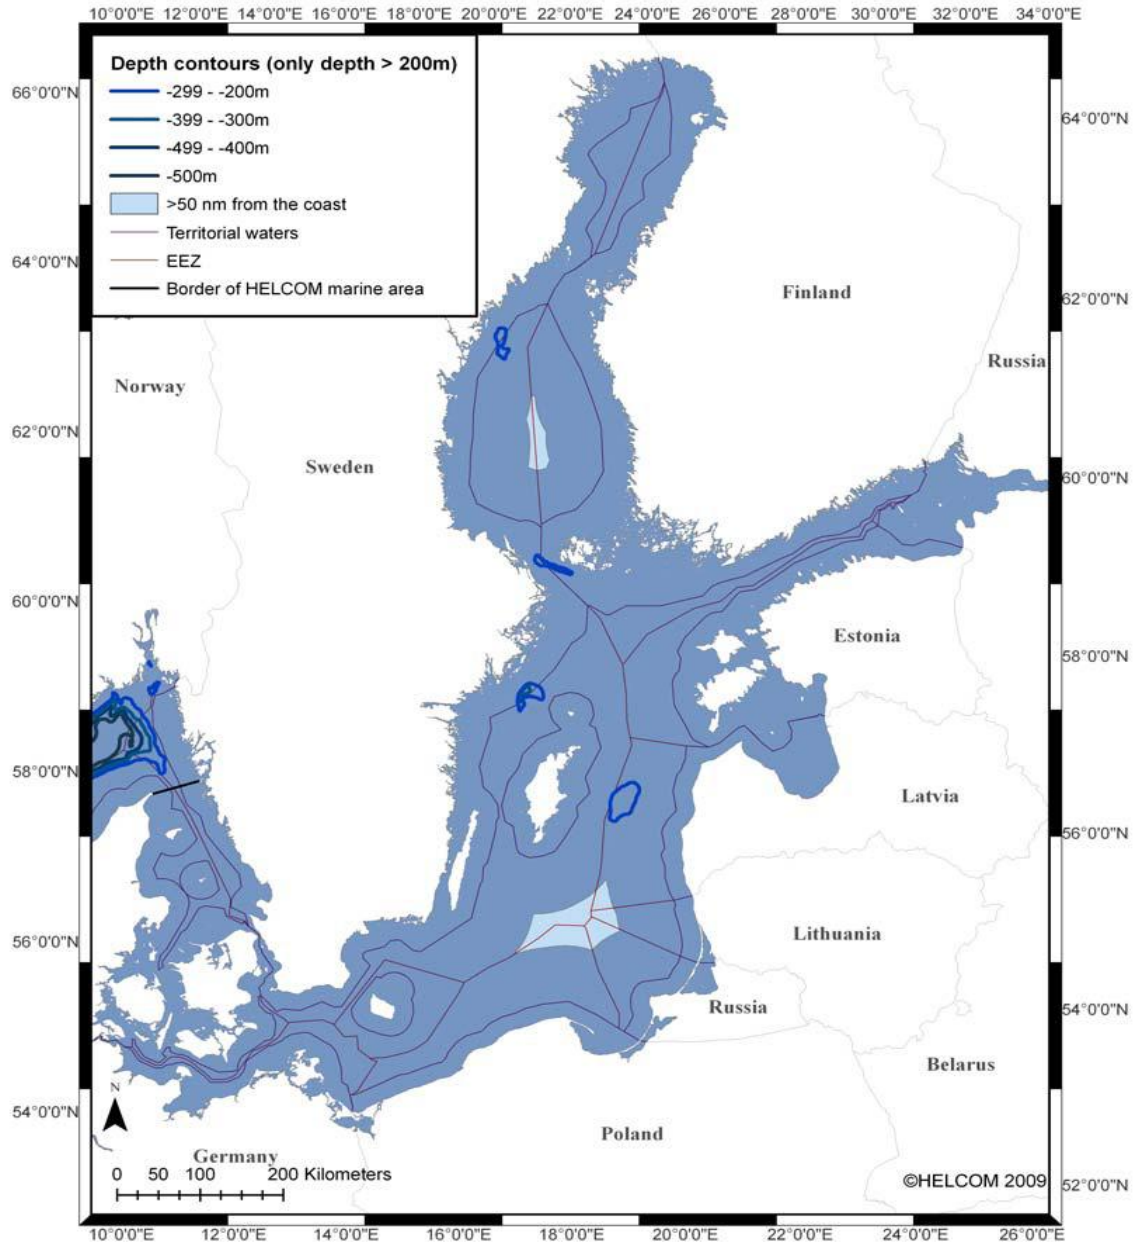 10°0'0"E 12°0'0"E 14°0'0"E 16°0'0"E 18°0'0"E 20°0'0"E 22°0'0"E 24°0'0"E 26°0'0"E 28°0'0"E 30°0'0"E 32°0'0"E 34°0'0"E
Depth contours (only depth > 200m)
-299 - -200m
-399 - -300m
-499 - -400m
-500m
>50 nm from the coast
Territorial waters
EEZ
Border of HELCOM marine area
66°0'0"N
64°0'0"N
64°0'0"N
62°0'0"N
Finland
Russia
Norway
62°0'0"N
Sweden
60°0'0"N
60°0'0"N
Estonia
58°0'0"N
58°0'0"N
Latvia
56°0'0"N
56°0'0"N
Lithuania
Russia
54°0'0"N
Belarus
54°0'0"N
N
Poland
Germany
0 50 100 200 Kilometers
©HELCOM 2009
52°0'0"N
10°0'0"E 12°0'0"E 14°0'0"E 16°0'0"E 18°0'0"E 20°0'0"E 22°0'0"E 24°0'0"E 26°0'0"E